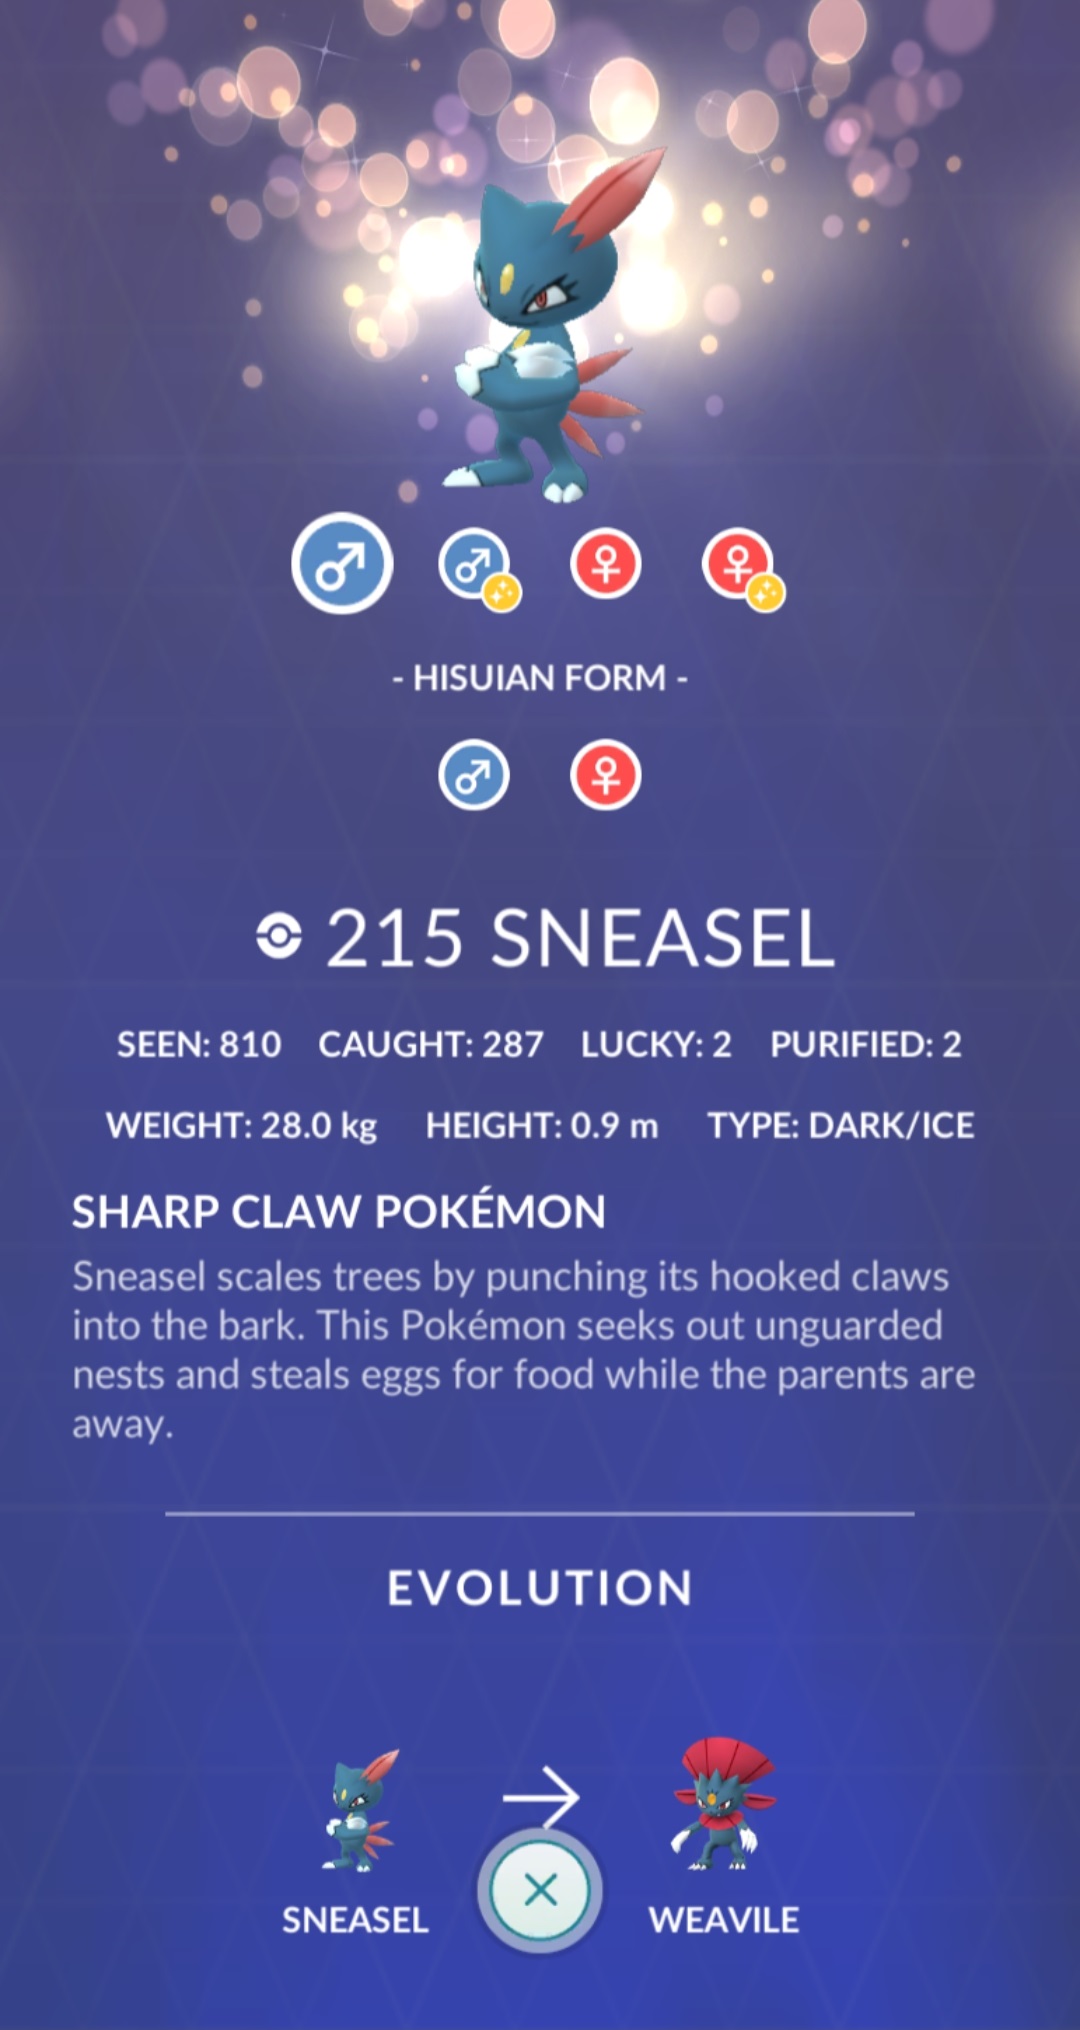 - HISUIAN FORM -
215 SNEASEL
SEEN: 810 CAUGHT: 287 LUCKY: 2 PURIFIED: 2
WEIGHT: 28.0 kg HEIGHT: 0.9 m TYPE: DARK/ICE
SHARP CLAW POKÉMON
Sneasel scales trees by punching its hooked claws
into the bark. This Pokémon seeks out unguarded
nests and steals eggs for food while the parents are
away.
EVOLUTION
SNEASEL WEAVILE